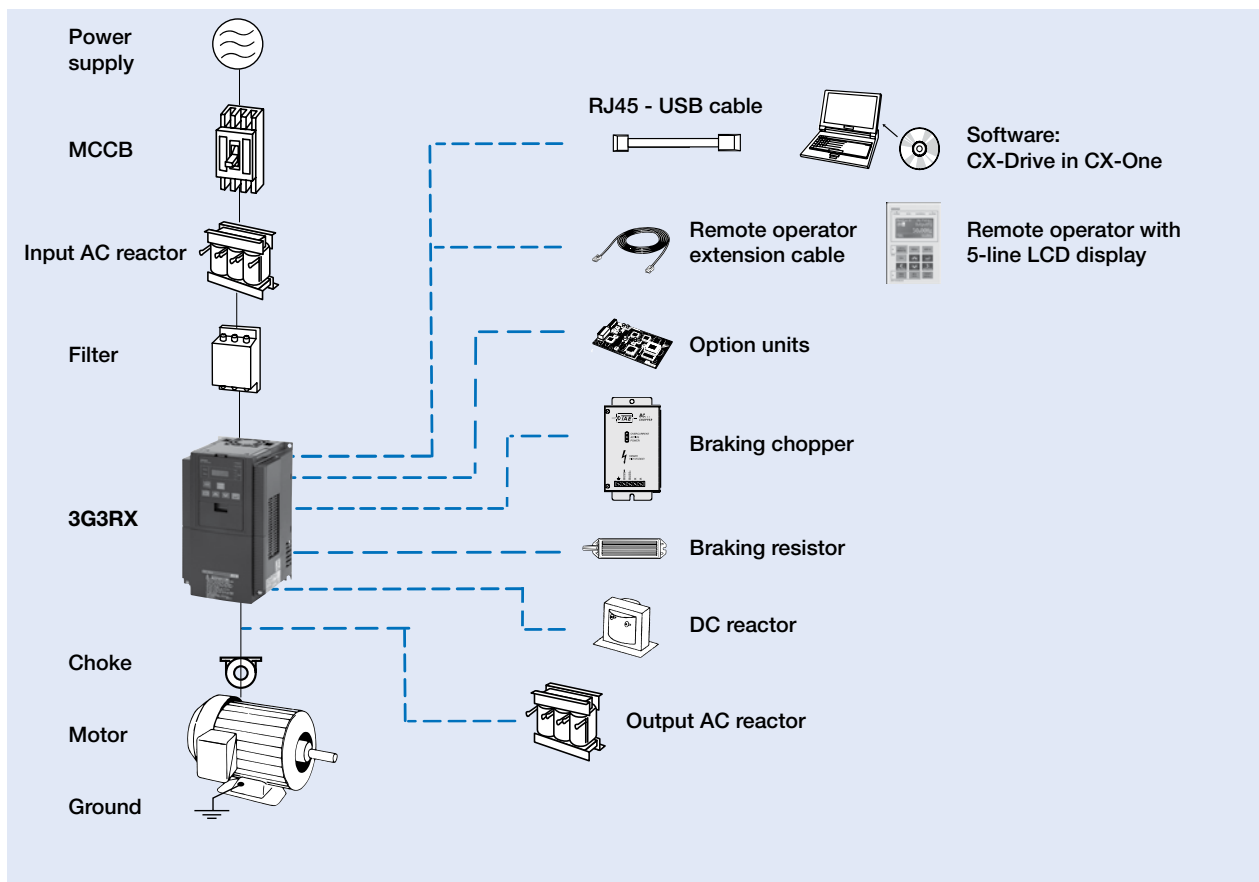 Power
supply
MCCB
Input AC reactor
Filter
3G3RX
Choke
Motor
Ground
RJ45 - USB cable
Software:
CX-Drive in CX-One
Remote operator
extension cable
Remote operator with
5-line LCD display
Option units
Braking chopper
Braking resistor
DC reactor
Output AC reactor